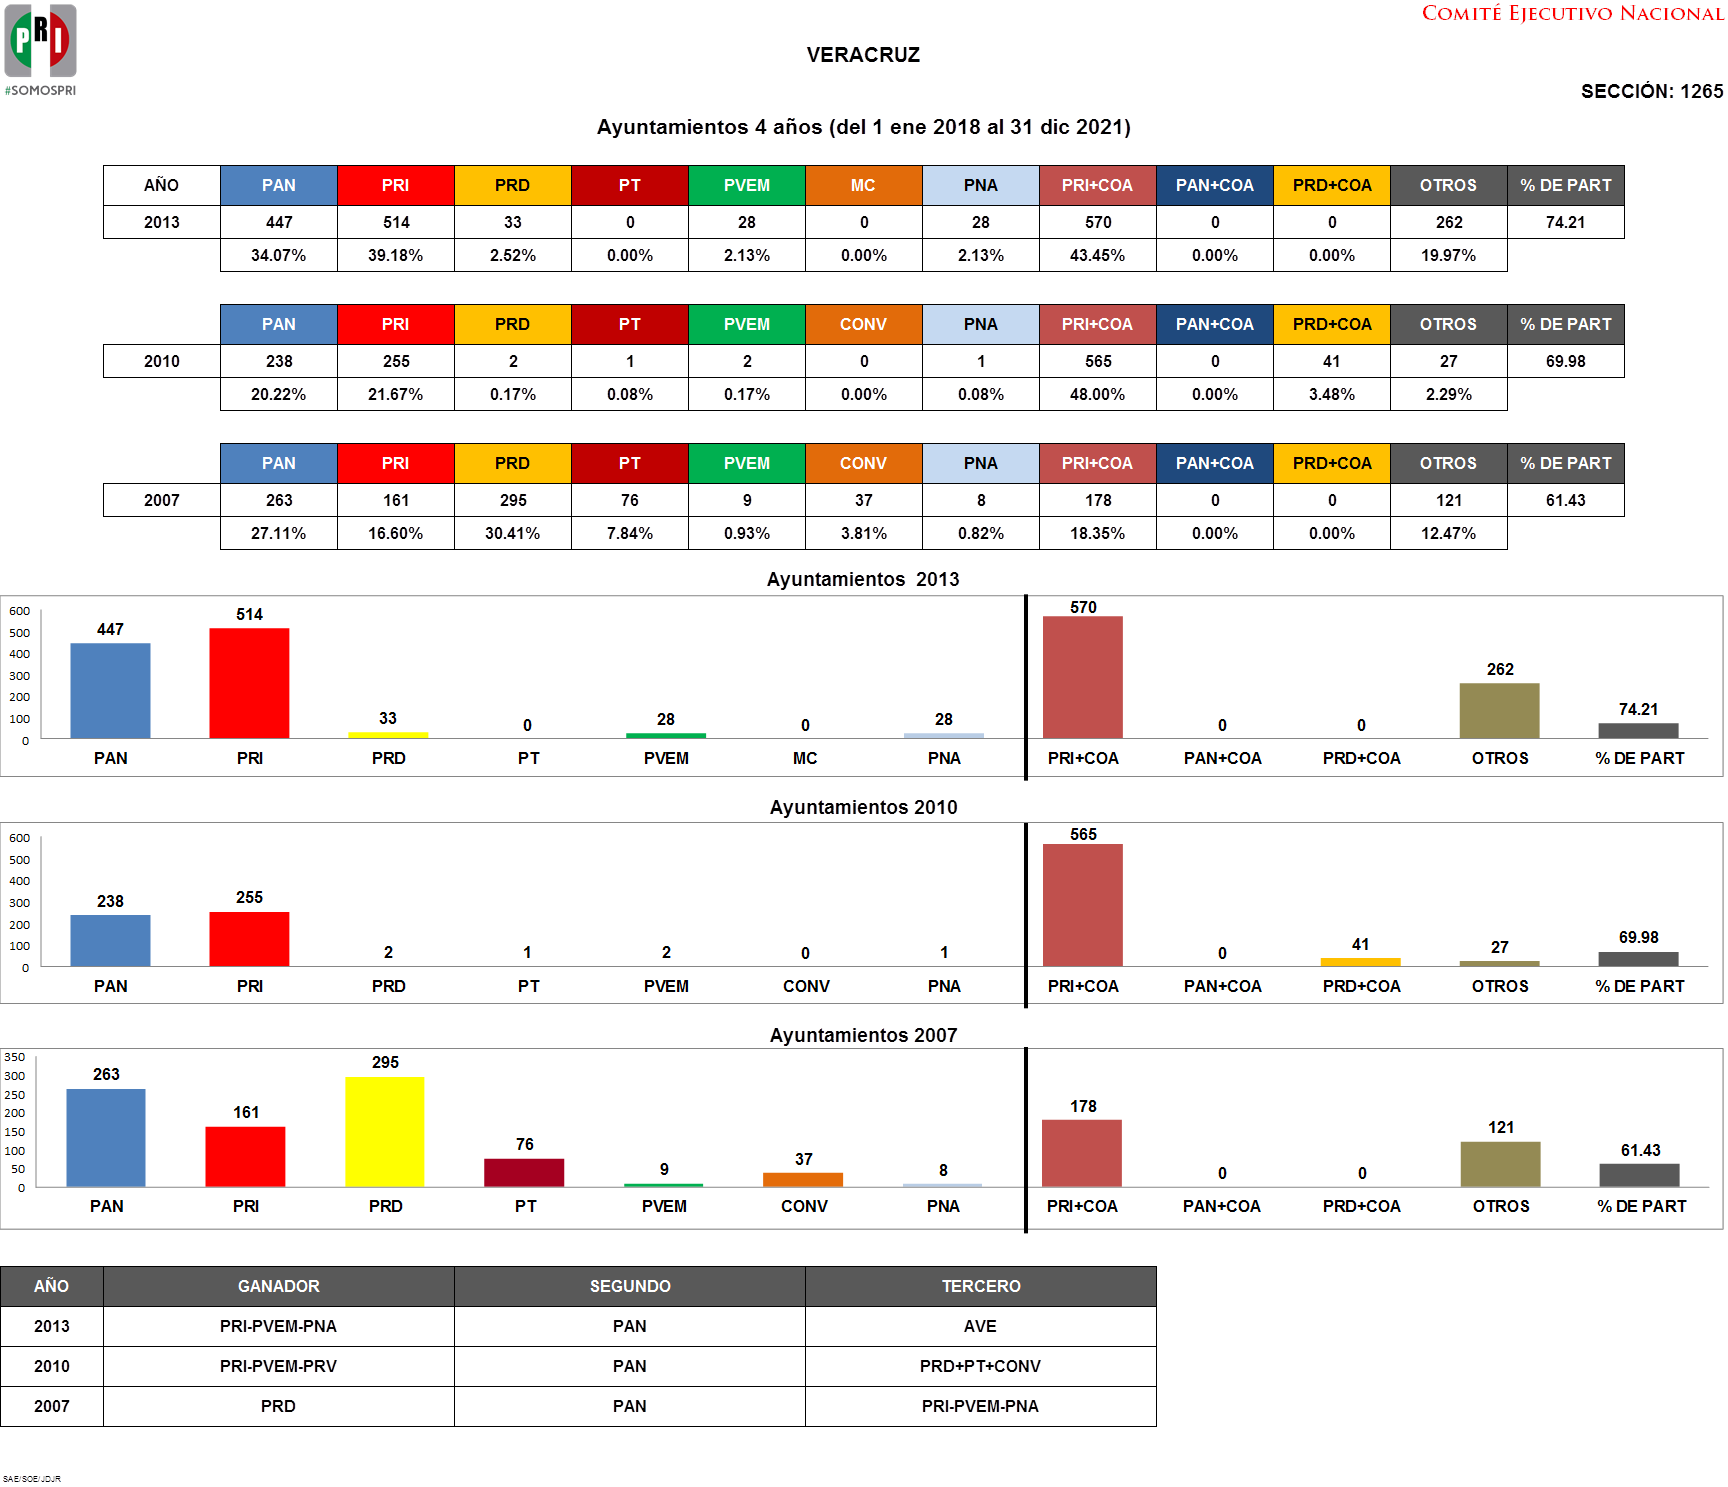 PRI
#SOMOSPRI
COMITÉ EJECUTIVO NACIONAL
VERACRUZ
SECCIÓN: 1265
Ayuntamientos 4 años (del 1 ene 2018 al 31 dic 2021)
AÑO PAN PRI PRD PT PVEM MC PNA PRI+COA PAN+COA PRD+COA OTROS % DE PART
2013 447 514 33 0 28 0 28 570 0 0 262 74.21
34.07% 39.18% 2.52% 0.00% 2.13% 0.00% 2.13% 43.45% 0.00% 0.00% 19.97%
PAN PRI PRD PT PVEM CONV PNA PRI+COA PAN+COA PRD+COA OTROS % DE PART
2010 238 255 2 1 2 0 1 565 0 41 27 69.98
20.22% 21.67% 0.17% 0.08% 0.17% 0.00% 0.08% 48.00% 0.00% 3.48% 2.29%
PAN PRI PRD PT PVEM CONV PNA PRI+COA PAN+COA PRD+COA OTROS % DE PART
2007 263 161 295 76 9 37 8 178 0 0 121 61.43
27.11% 16.60% 30.41% 7.84% 0.93% 3.81% 0.82% 18.35% 0.00% 0.00% 12.47%
Ayuntamientos 2013
600
500
400
300
200
100
0
447 514 33 0 28 0 28 570 0 0 262 74.21
PAN PRI PRD PT PVEM MC PNA PRI+COA PAN+COA PRD+COA OTROS % DE PART
Ayuntamientos 2010
600
500
400
300
200
100
0
238 255 2 1 2 0 1 565 0 41 27 69.98
PAN PRI PRD PT PVEM CONV PNA PRI+COA PAN+COA PRD+COA OTROS % DE PART
Ayuntamientos 2007
350
300
250
200
150
100
50
0
263 161 295 76 9 37 8 178 0 0 121 61.43
PAN PRI PRD PT PVEM CONV PNA PRI+COA PAN+COA PRD+COA OTROS % DE PART
AÑO GANADOR SEGUNDO TERCERO
2013 PRI-PVEM-PNA PAN AVE
2010 PRI-PVEM-PRV PAN PRD+PT+CONV
2007 PRD PAN PRI-PVEM-PNA
SAE/SOE/JDJR